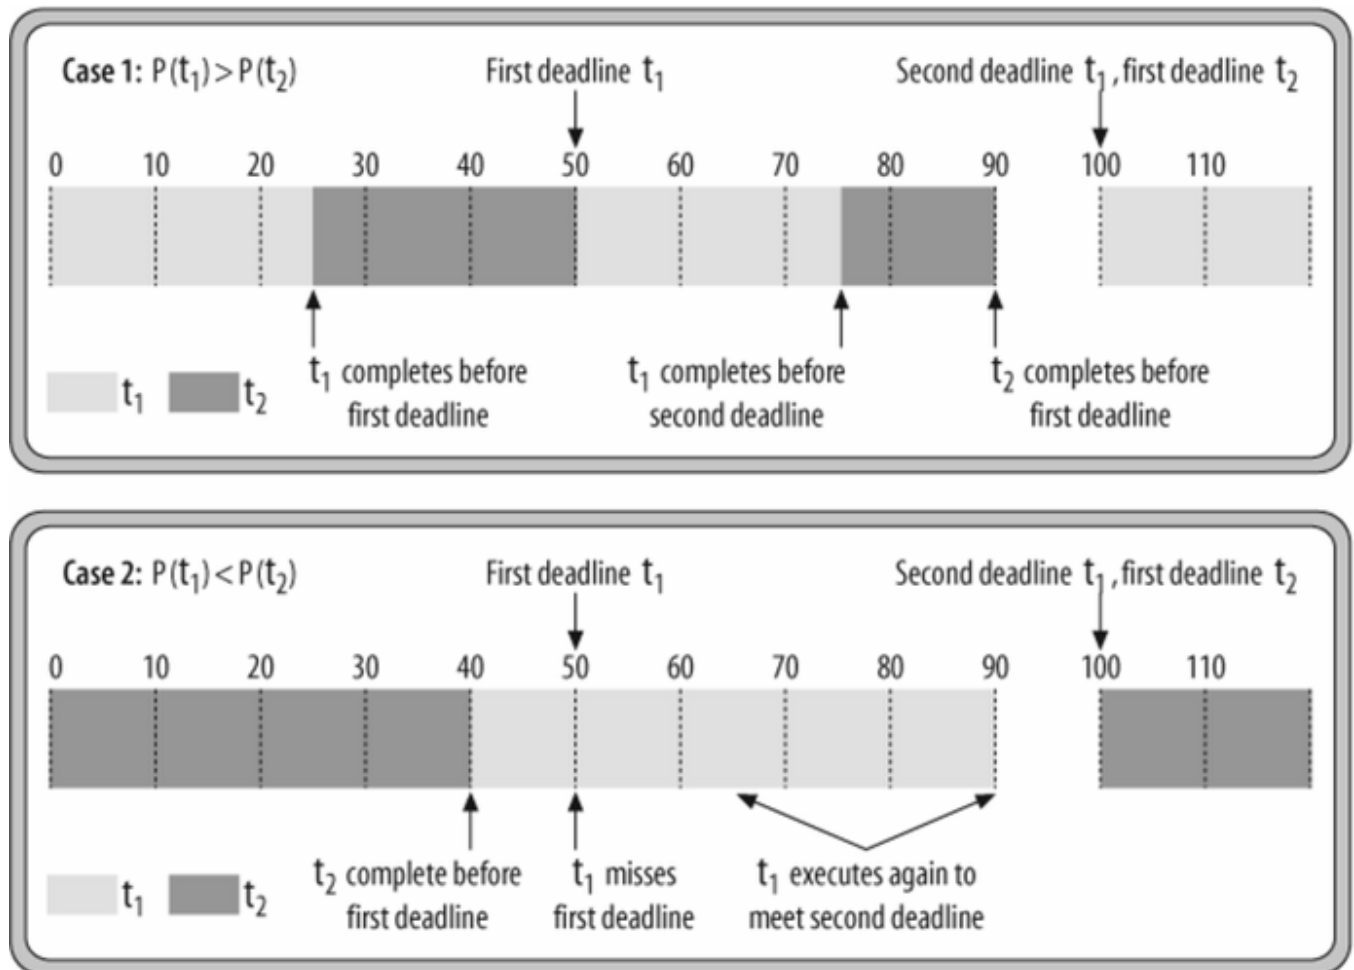 Case 1: P(t₁) > P(t₂)
First deadline t₁
Second deadline t₁, first deadline t₂
0 10 20 30 40 50 60 70 80 90 100 110
t₁ completes before
first deadline
t₁ completes before
second deadline
t₂ completes before
first deadline
t₁ t₂
Case 2: P(t₁) < P(t₂)
First deadline t₁
Second deadline t₁, first deadline t₂
0 10 20 30 40 50 60 70 80 90 100 110
t₂ complete before
first deadline
t₁ misses
first deadline
t₁ executes again to
meet second deadline
t₁ t₂